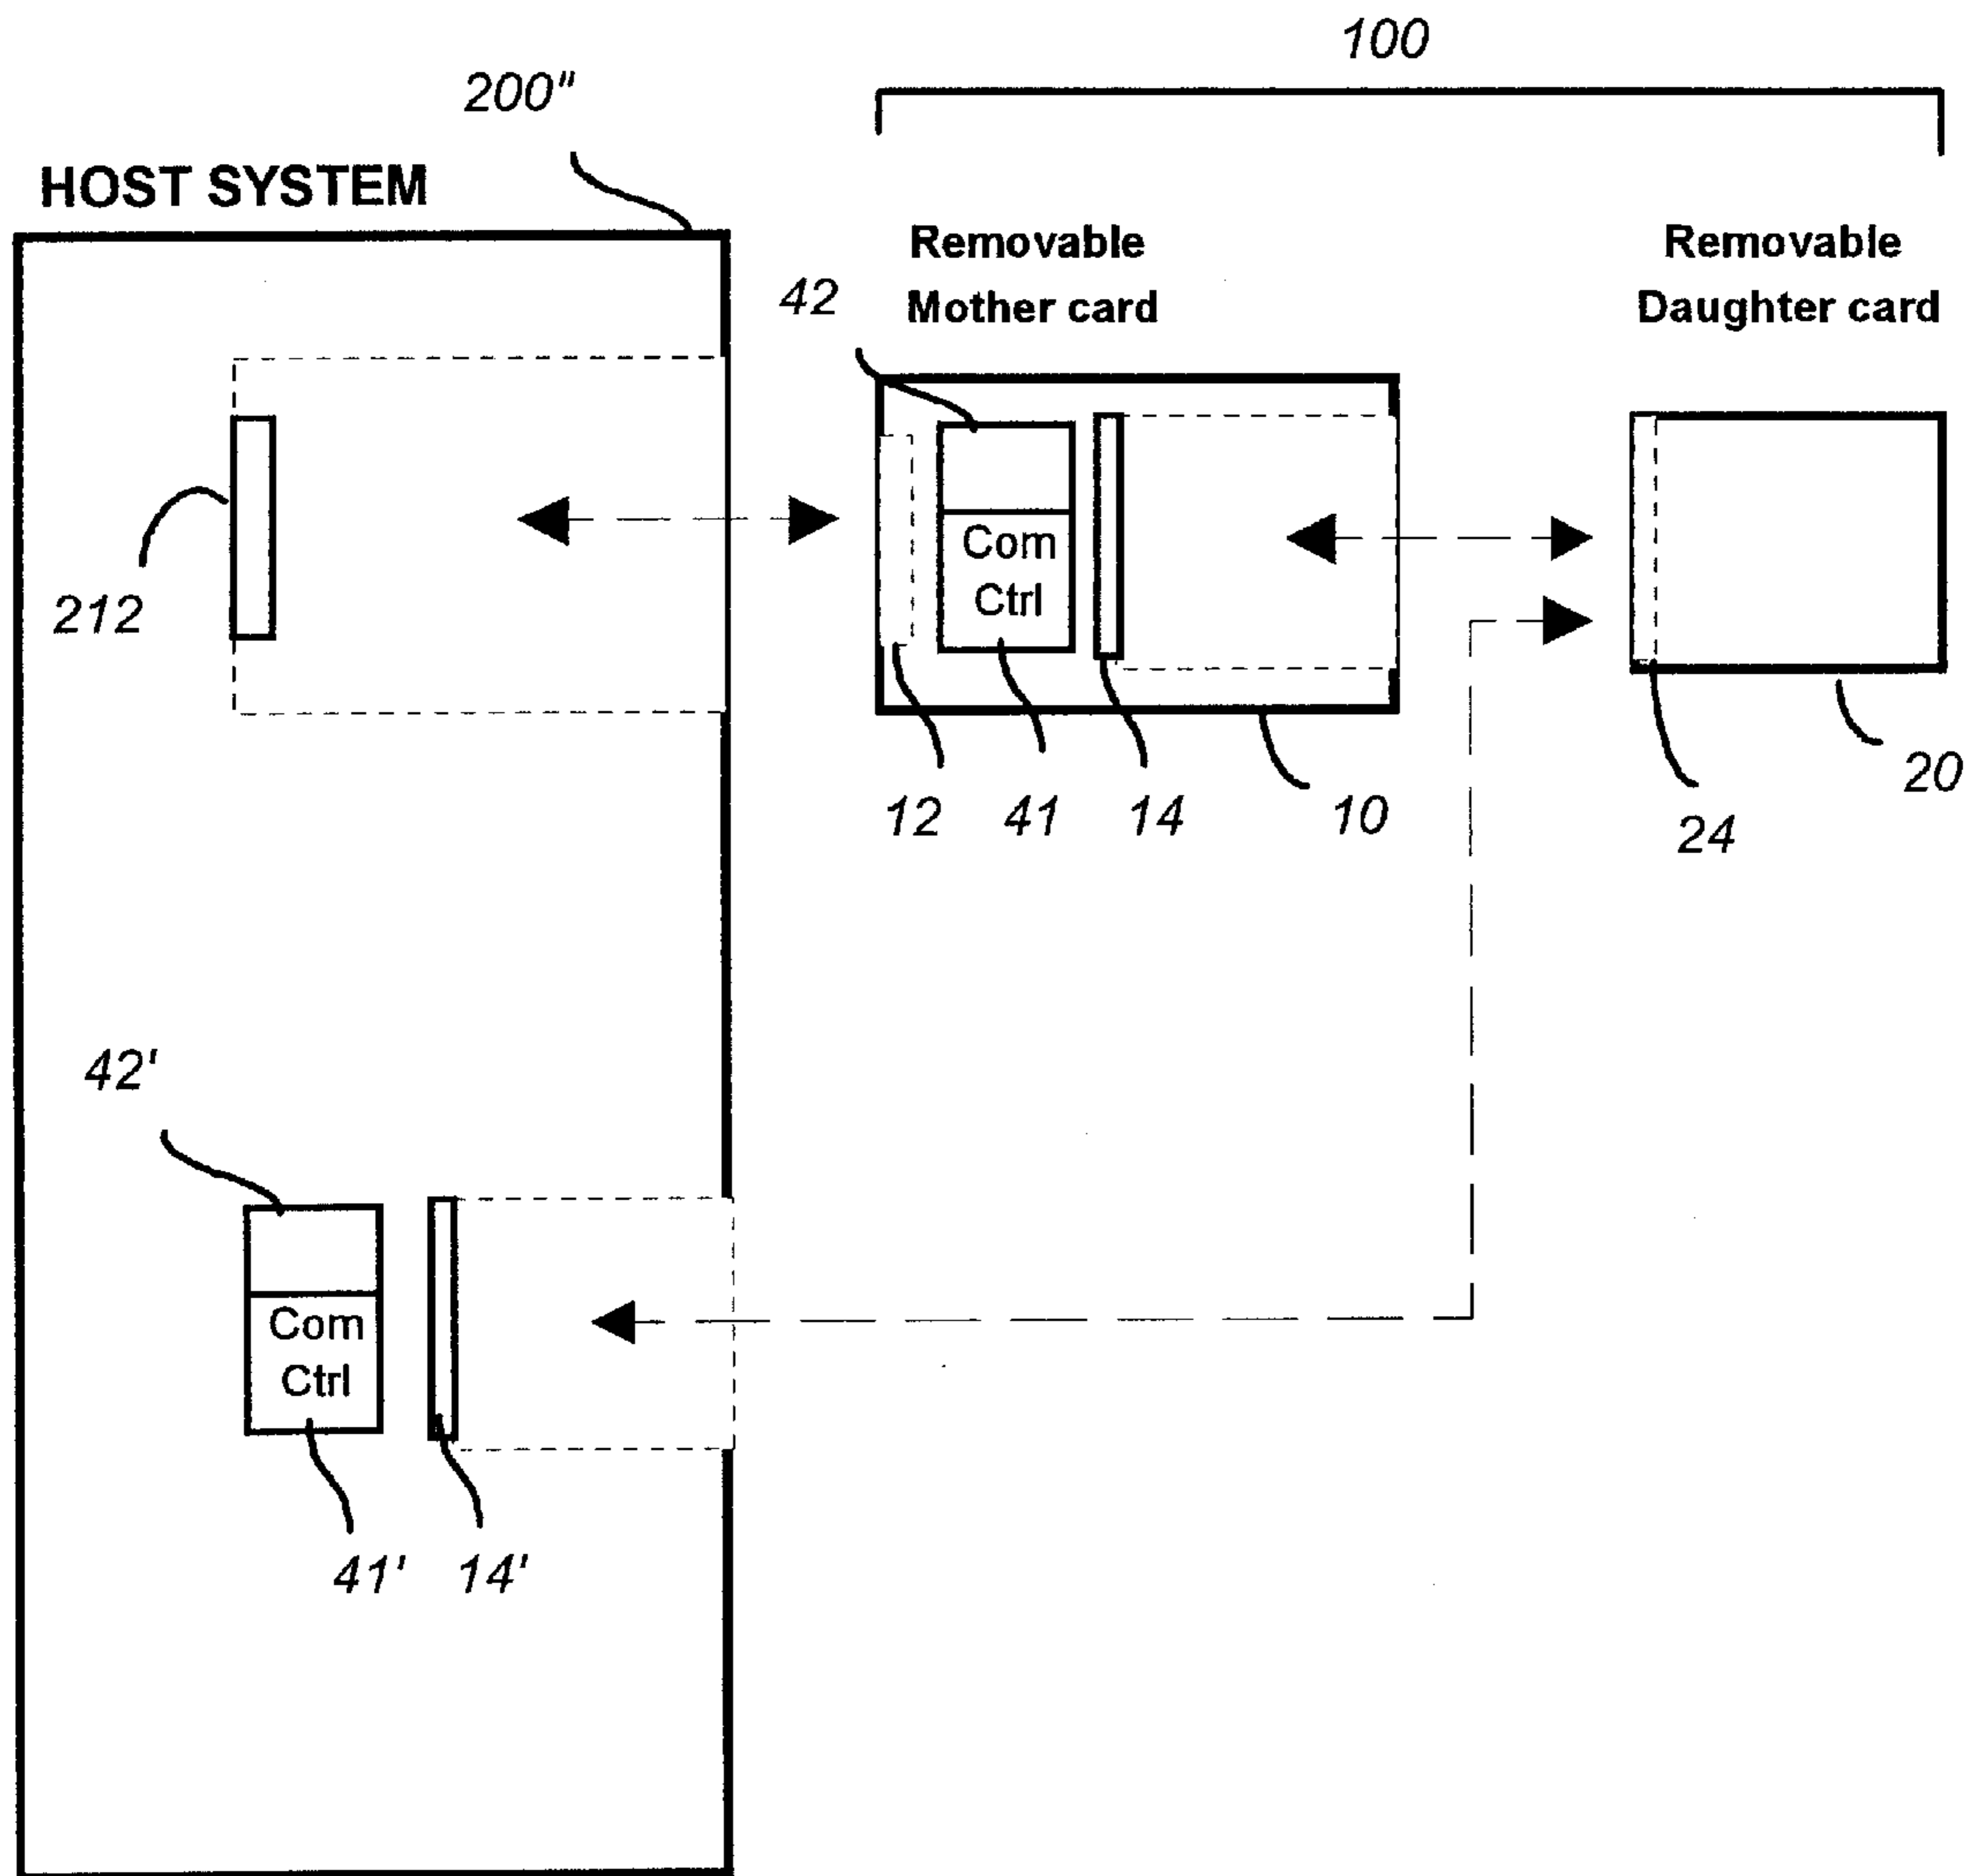 100
200"
HOST SYSTEM
Removable
Mother card
Removable
Daughter card
42
Com
Ctrl
212
12
41
14
10
20
24
42'
Com
Ctrl
41'
14'